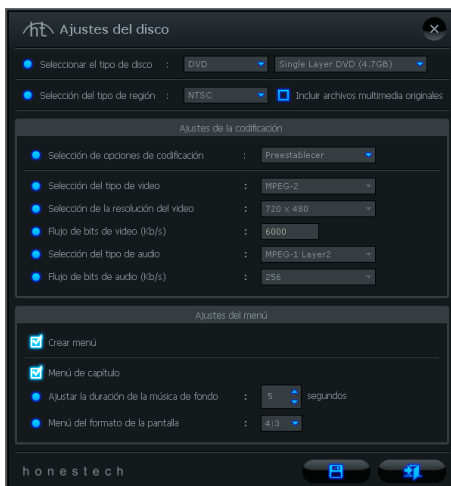 ht Ajustes del disco
Seleccionar el tipo de disco : DVD Single Layer DVD (4.7GB)
Selección del tipo de región : NTSC Incluir archivos multimedia originales
Ajustes de la codificación
Selección de opciones de codificación : Preestablecer
Selección del tipo de video : MPEG-2
Selección de la resolución del video : 720 x 480
Flujo de bits de video (Kb/s) : 6000
Selección del tipo de audio : MPEG-1 Layer2
Flujo de bits de audio (Kb/s) : 256
Ajustes del menú
Crear menú
Menú de capítulo
Ajustar la duración de la música de fondo : 5 segundos
Menú del formato de la pantalla : 4:3
honestech